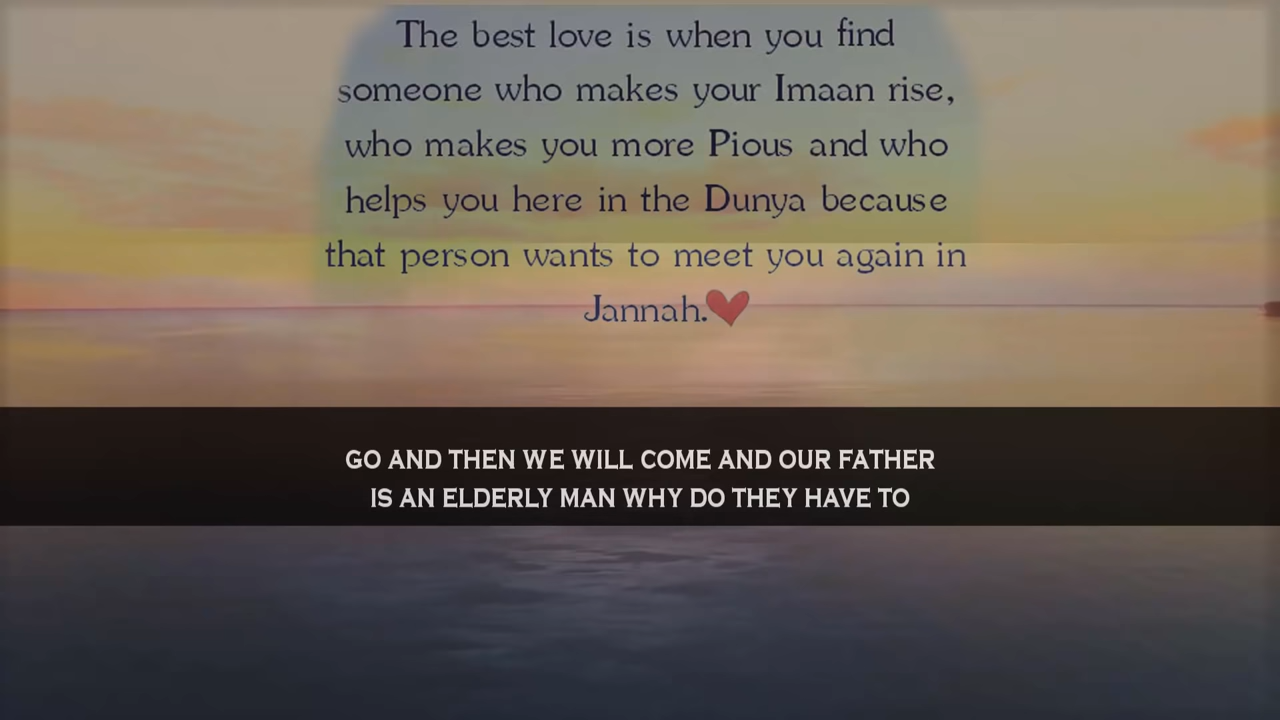 The best love is when you find
someone who makes your Imaan rise,
who makes you more Pious and who
helps you here in the Dunya because
that person wants to meet you again in
Jannah.❤
GO AND THEN WE WILL COME AND OUR FATHER
IS AN ELDERLY MAN WHY DO THEY HAVE TO